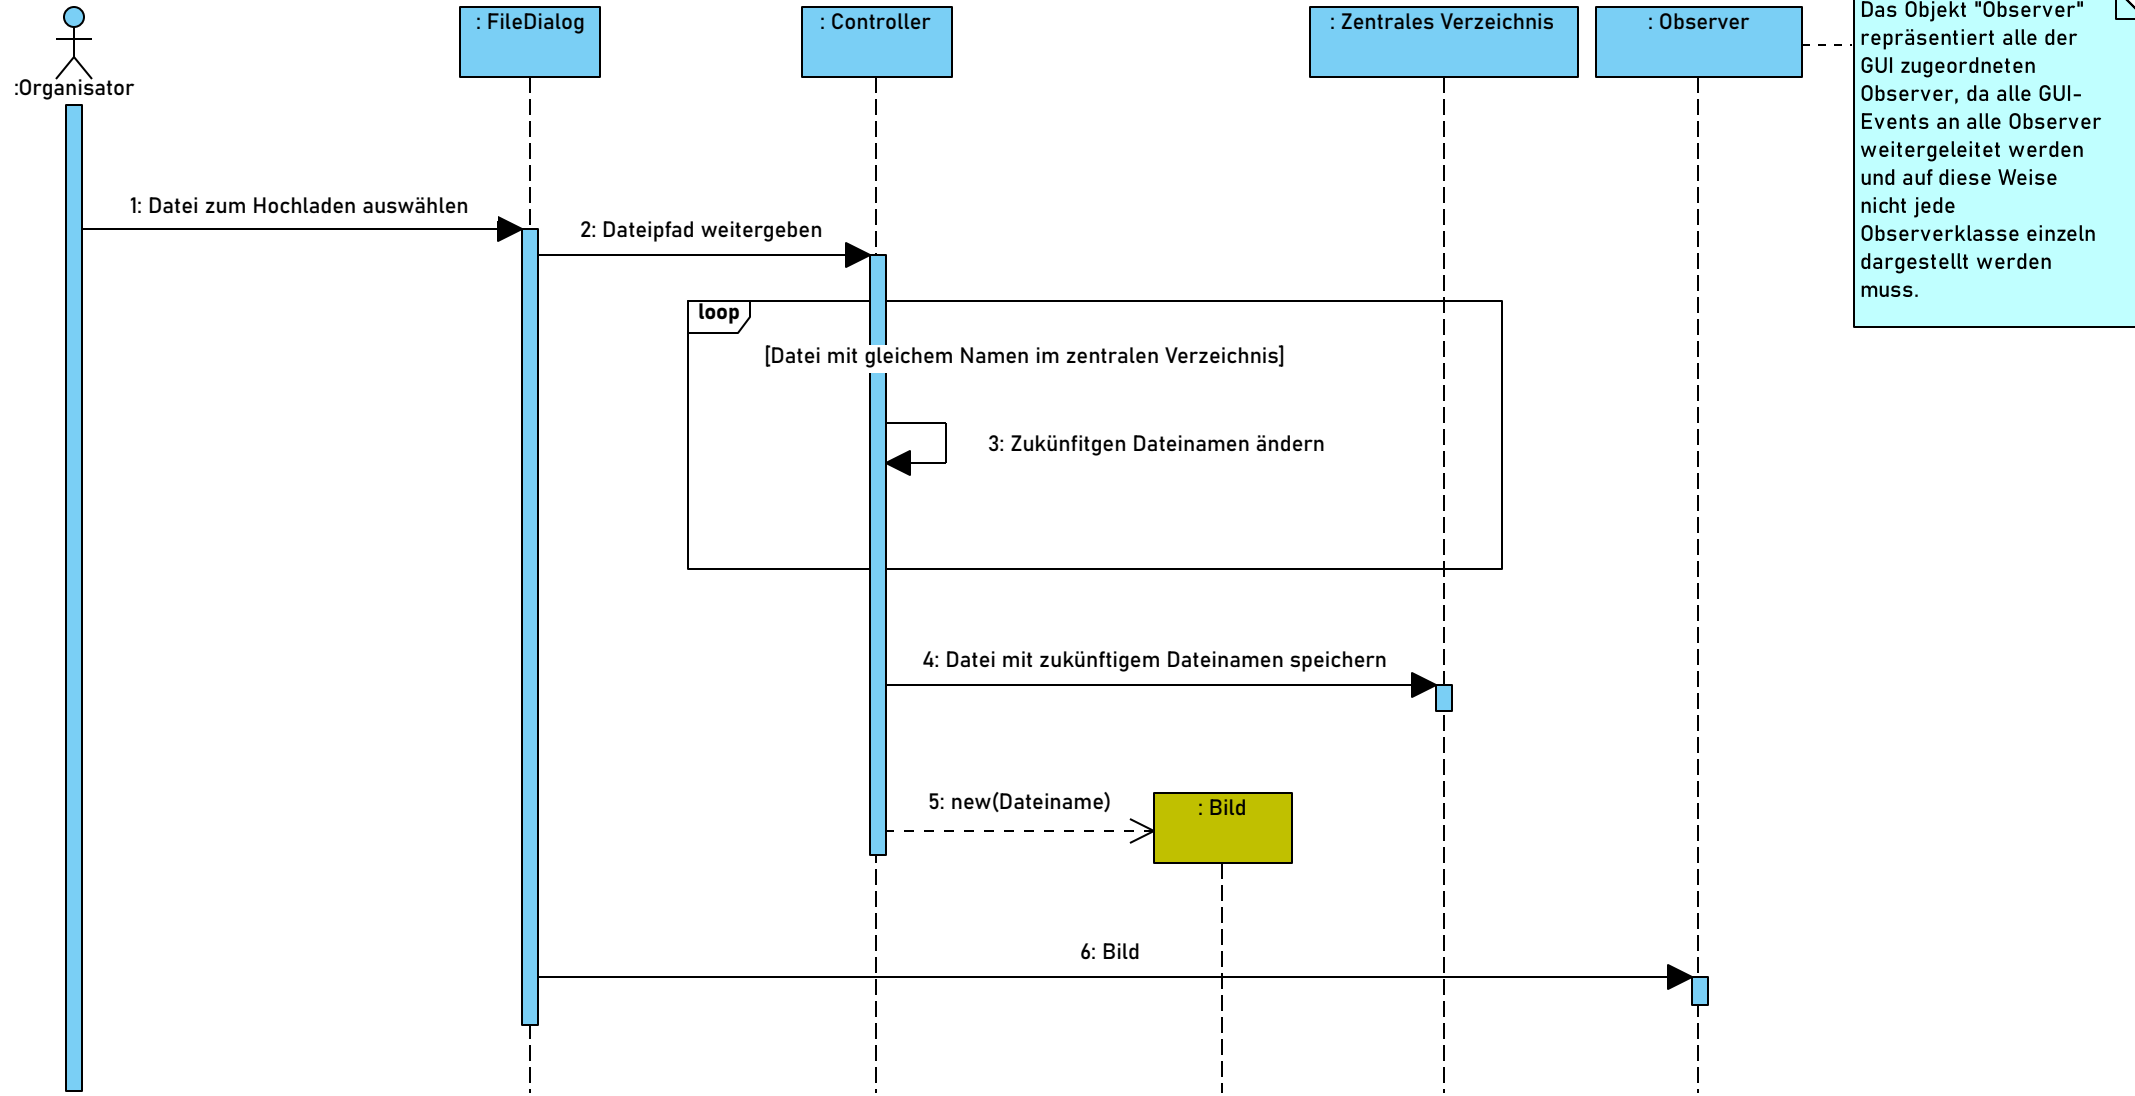 :Organisator
: FileDialog
: Controller
: Zentrales Verzeichnis
: Observer
Das Objekt "Observer"
repräsentiert alle der
GUI zugeordneten
Observer, da alle GUI-
Events an alle Observer
weitergeleitet werden
und auf diese Weise
nicht jede
Observerklasse einzeln
dargestellt werden
muss.
1: Datei zum Hochladen auswählen
2: Dateipfad weitergeben
loop
[Datei mit gleichem Namen im zentralen Verzeichnis]
3: Zukünfitgen Dateinamen ändern
4: Datei mit zukünftigem Dateinamen speichern
5: new(Dateiname)
: Bild
6: Bild